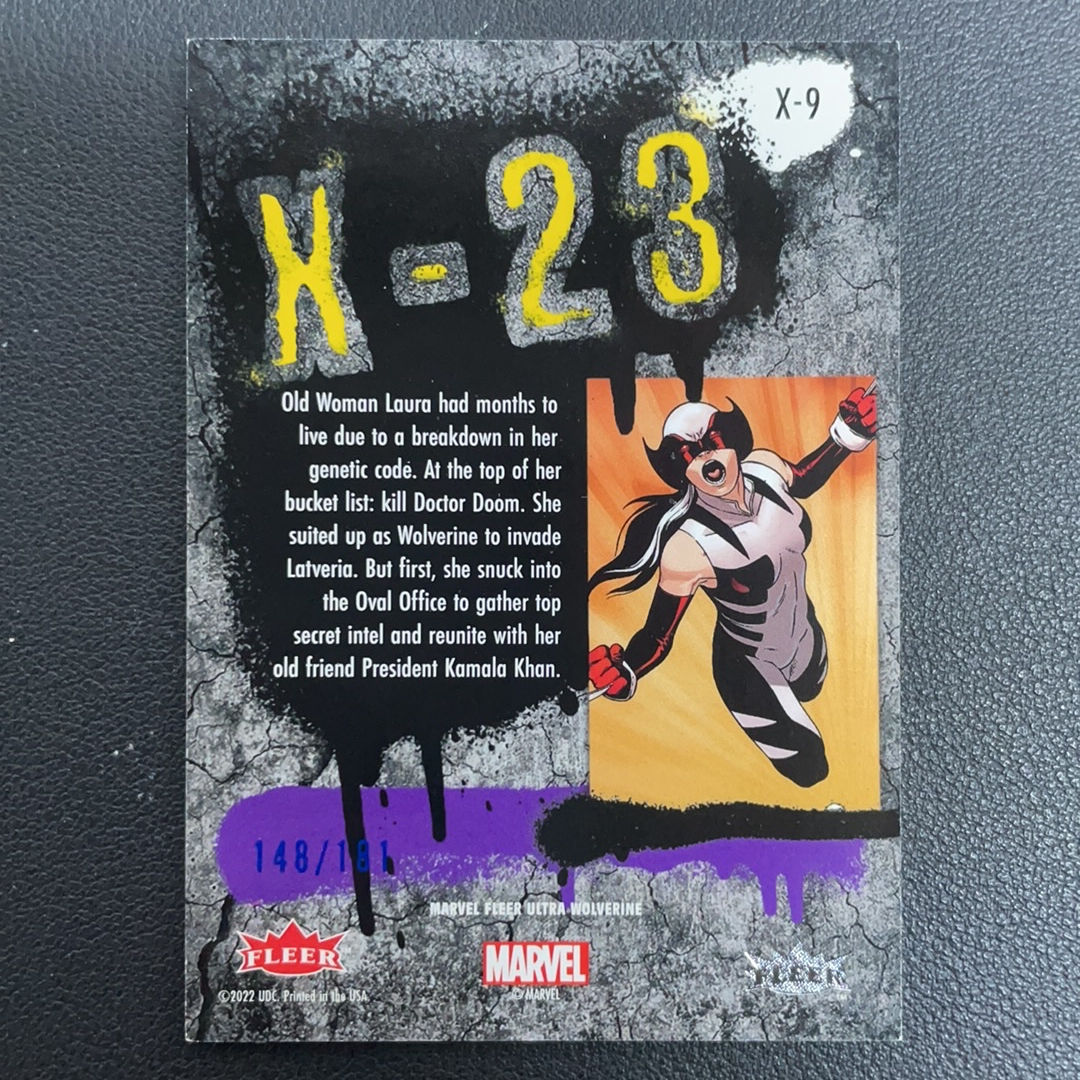 X-9
X-23
Old Woman Laura had months to
live due to a breakdown in her
genetic code. At the top of her
bucket list: kill Doctor Doom. She
suited up as Wolverine to invade
Latveria. But first, she snuck into
the Oval Office to gather top
secret intel and reunite with her
old friend President Kamala Khan.
148/181
MARVEL FLEER ULTRA WOLVERINE
FLEER
MARVEL
FLEER
©2022 UDC. Printed in the USA.
© MARVEL